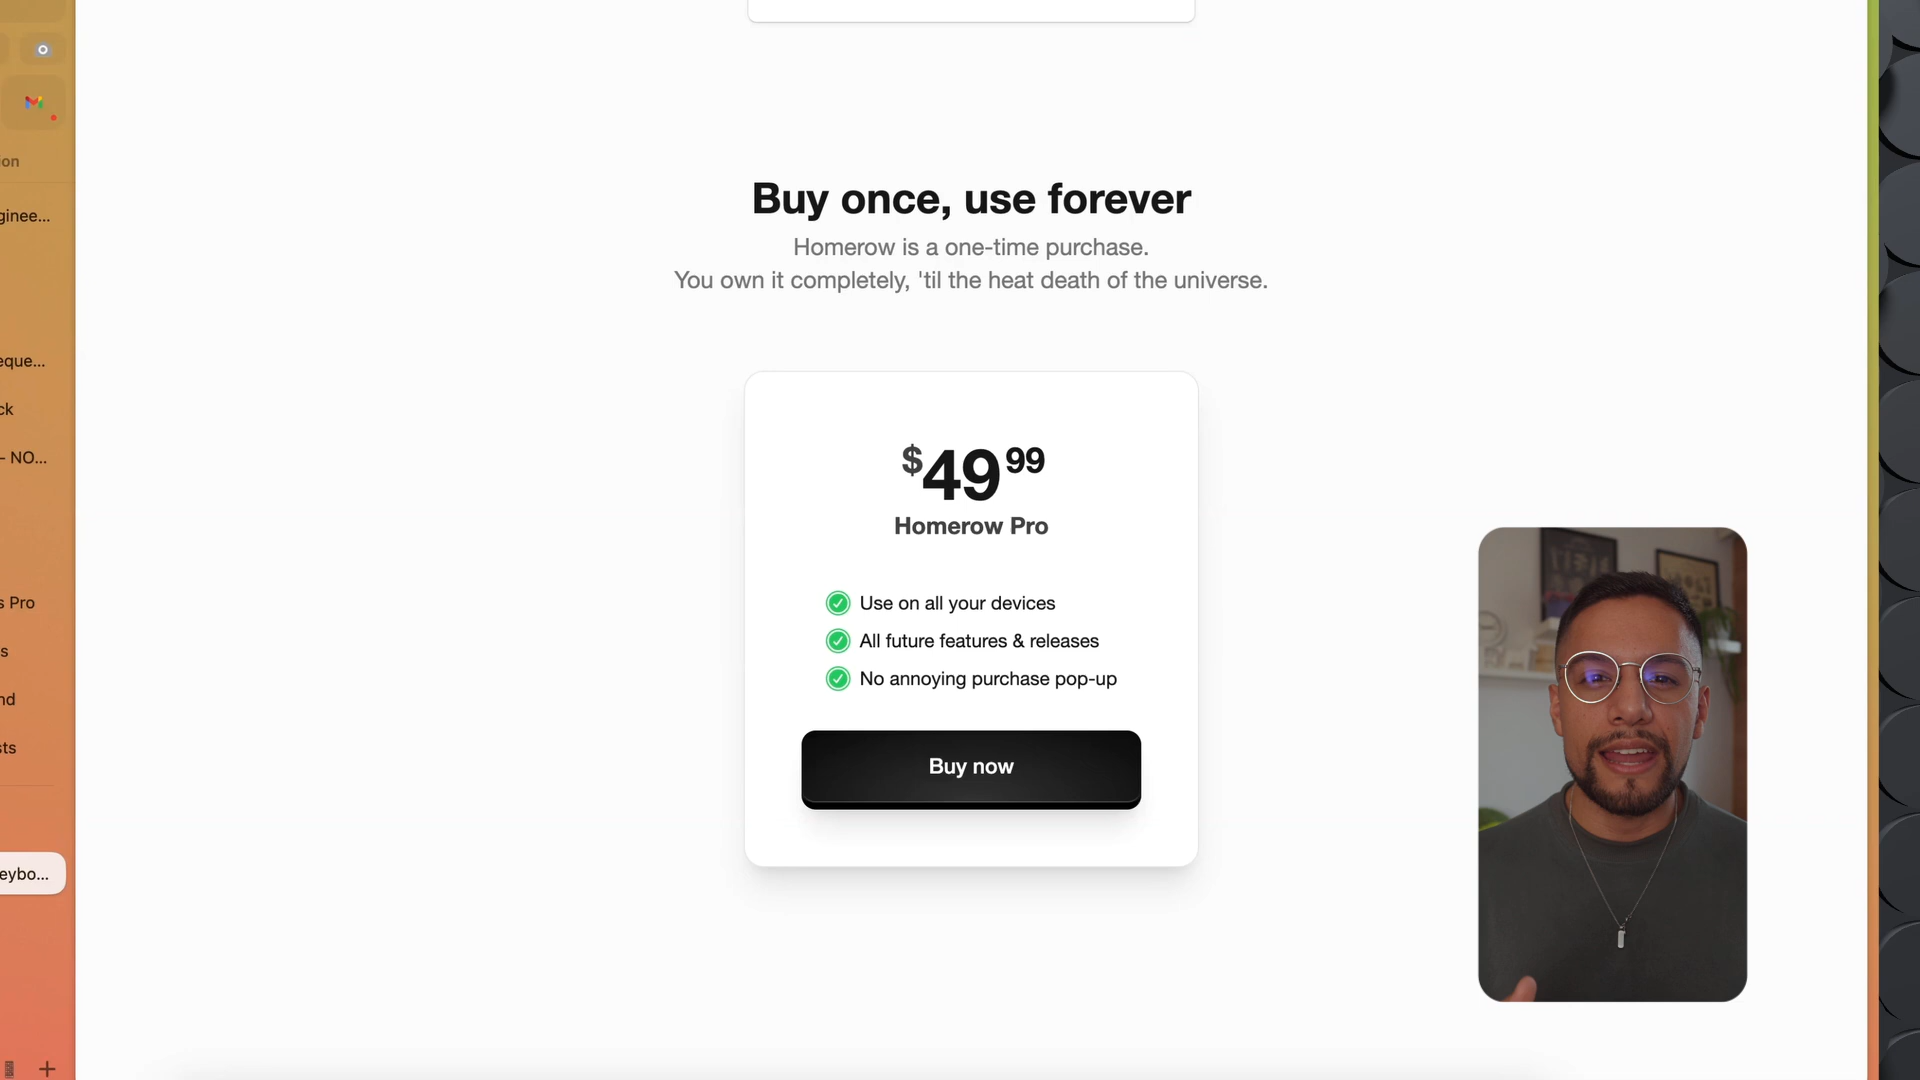 ion
ginee...
eque...
ck
- NO...
s Pro
s
nd
sts
eybo...
Buy once, use forever
Homerow is a one-time purchase.
You own it completely, 'til the heat death of the universe.
$49 99
Homerow Pro
Use on all your devices
All future features & releases
No annoying purchase pop-up
Buy now